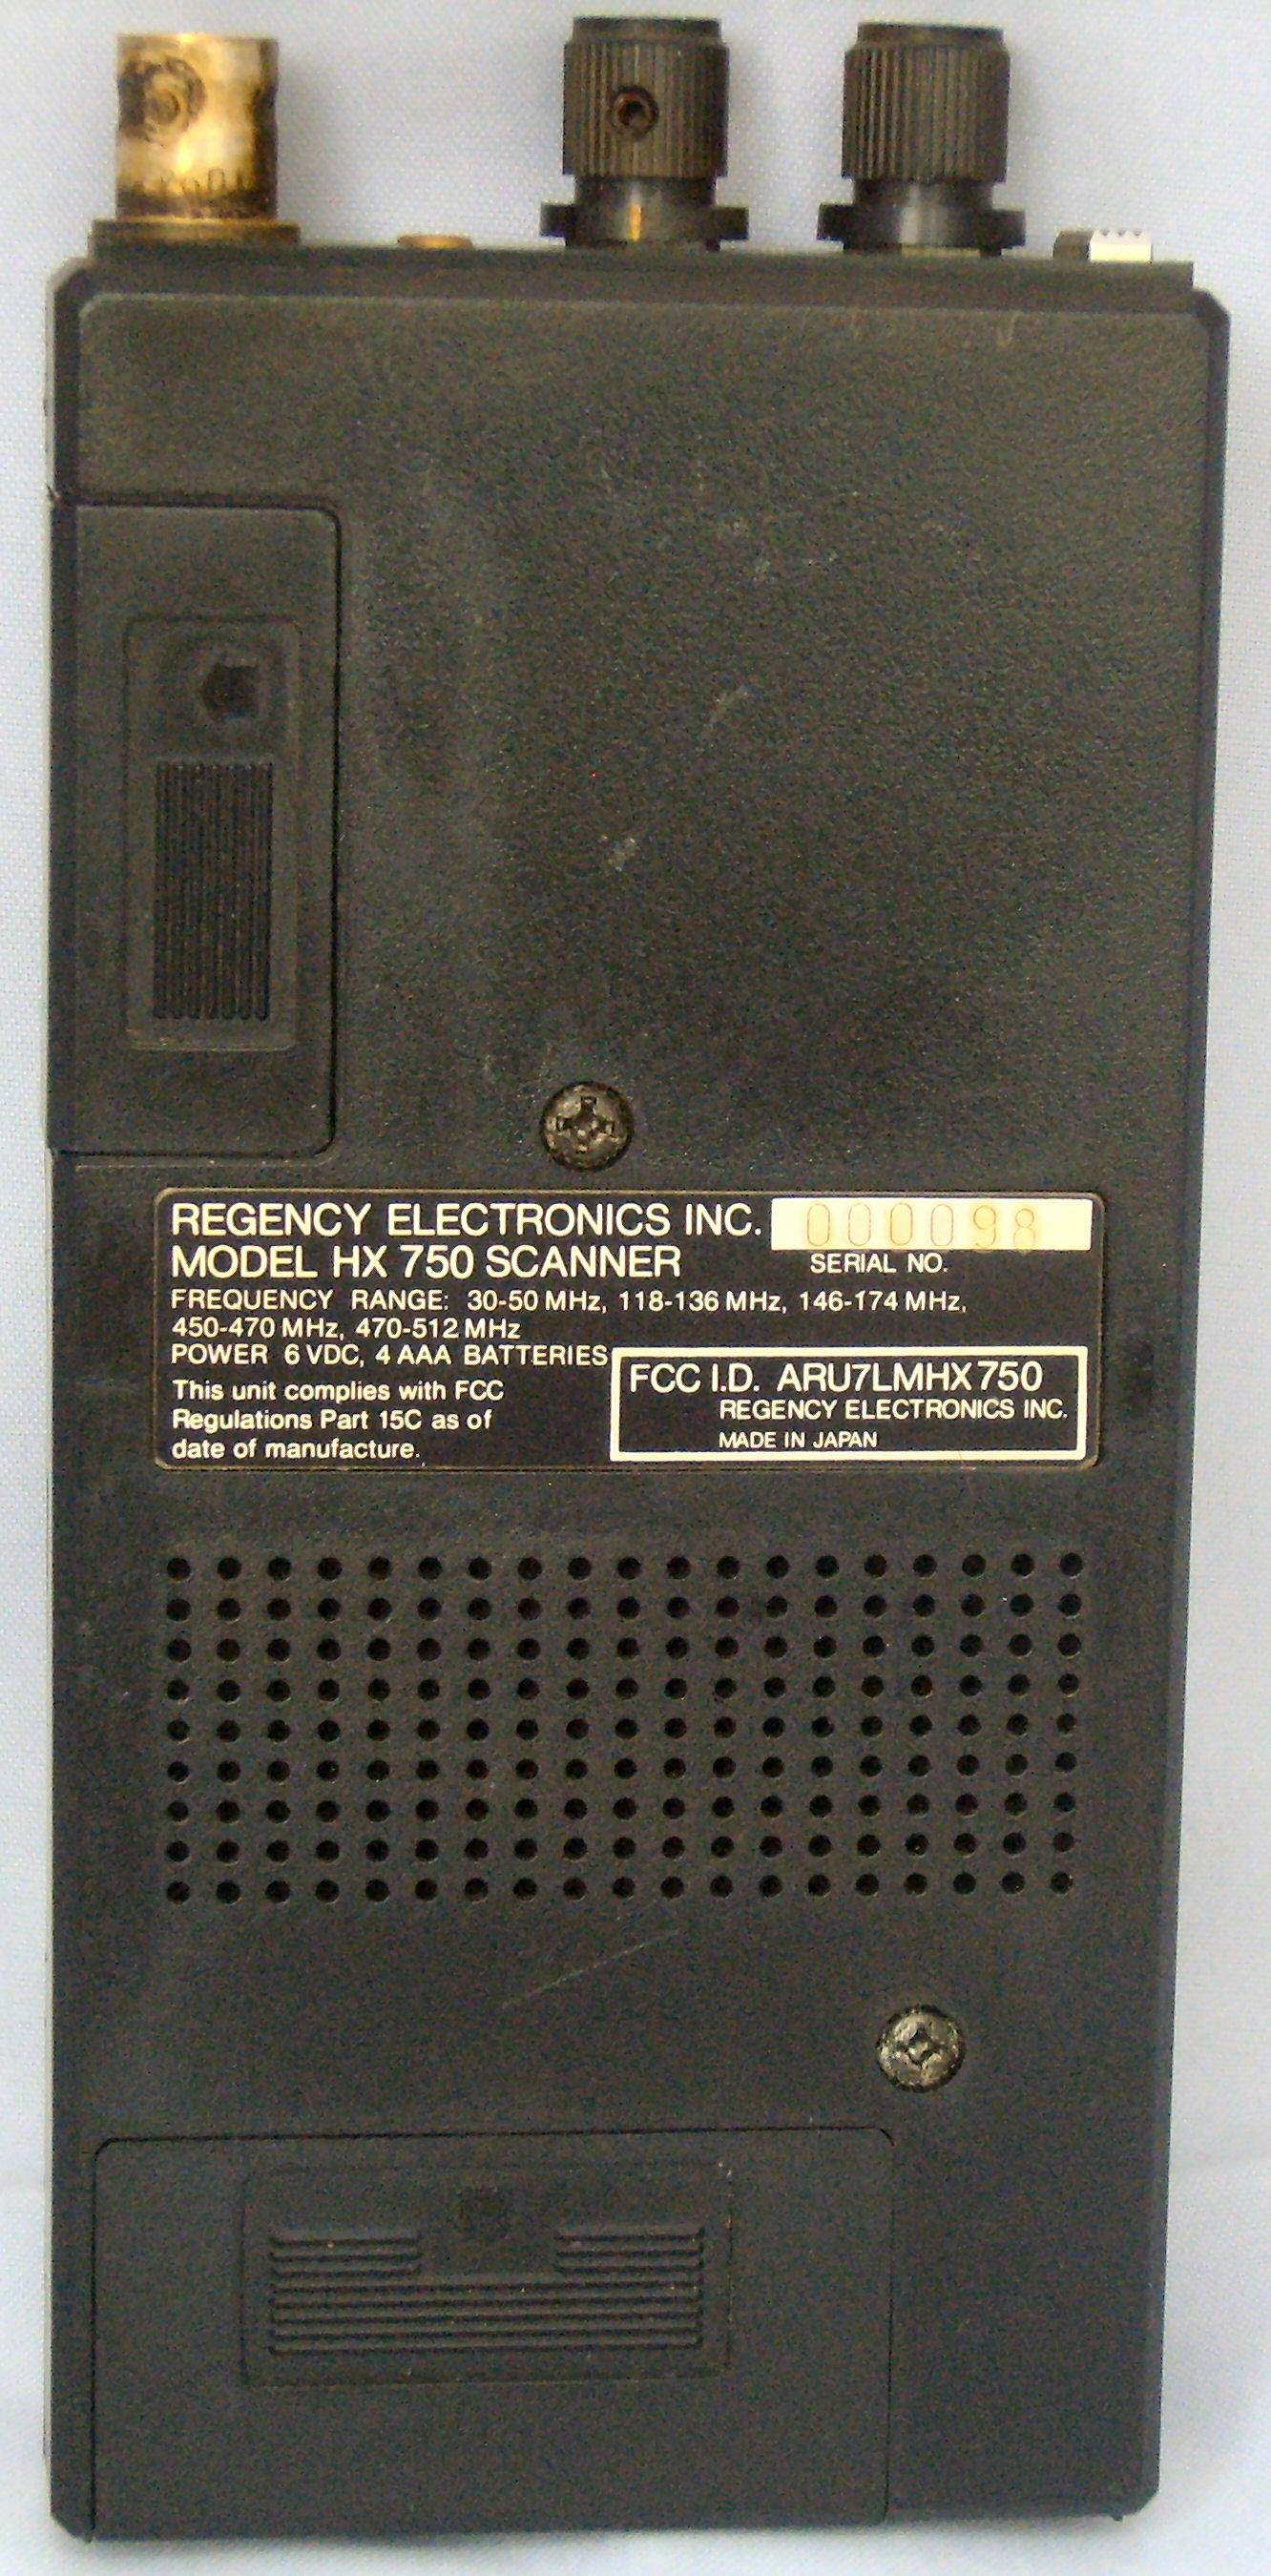 REGENCY ELECTRONICS INC. 000098
MODEL HX 750 SCANNER SERIAL NO.
FREQUENCY RANGE: 30-50 MHz, 118-136 MHz, 146-174 MHz,
450-470 MHz, 470-512 MHz
POWER 6 VDC, 4 AAA BATTERIES
This unit complies with FCC
Regulations Part 15C as of
date of manufacture.
FCC I.D. ARU7LMHX750
REGENCY ELECTRONICS INC.
MADE IN JAPAN